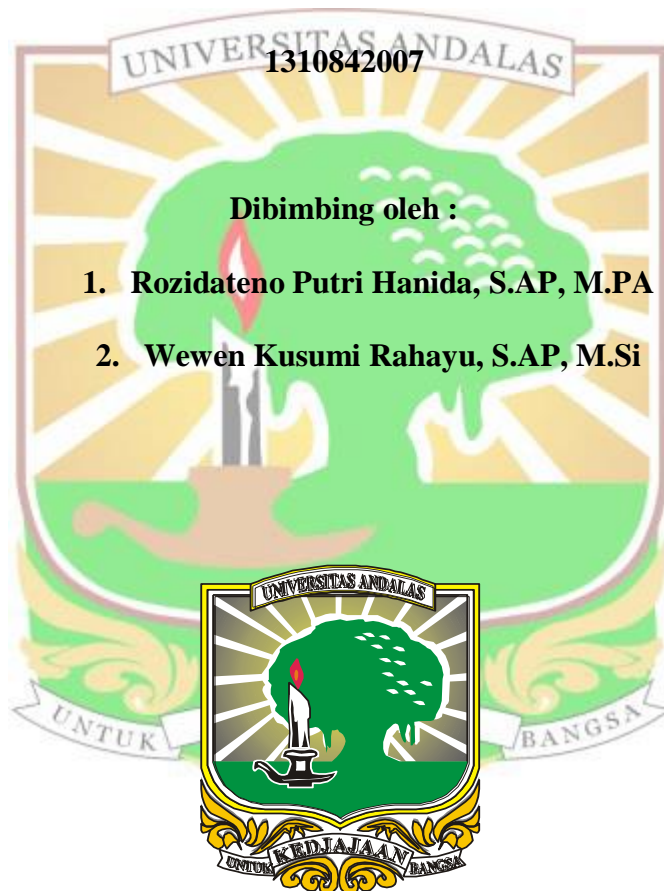 UNIVERSITAS ANDALAS
1310842007
Dibimbing oleh :
1. Rozidateno Putri Hanida, S.AP, M.PA
2. Wewen Kusumi Rahayu, S.AP, M.Si
UNIVERSITAS ANDALAS
UNTUK BANGSA
UNTUK KEDJAJAAN BANGSA